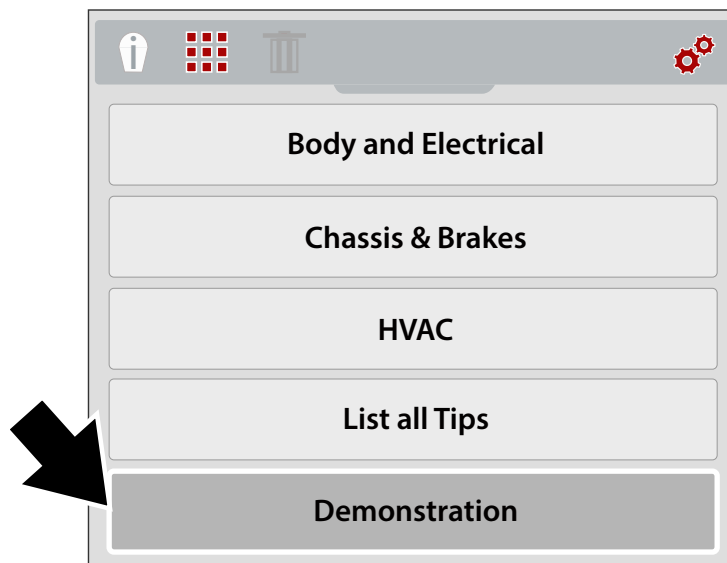 Body and Electrical
Chassis & Brakes
HVAC
List all Tips
Demonstration